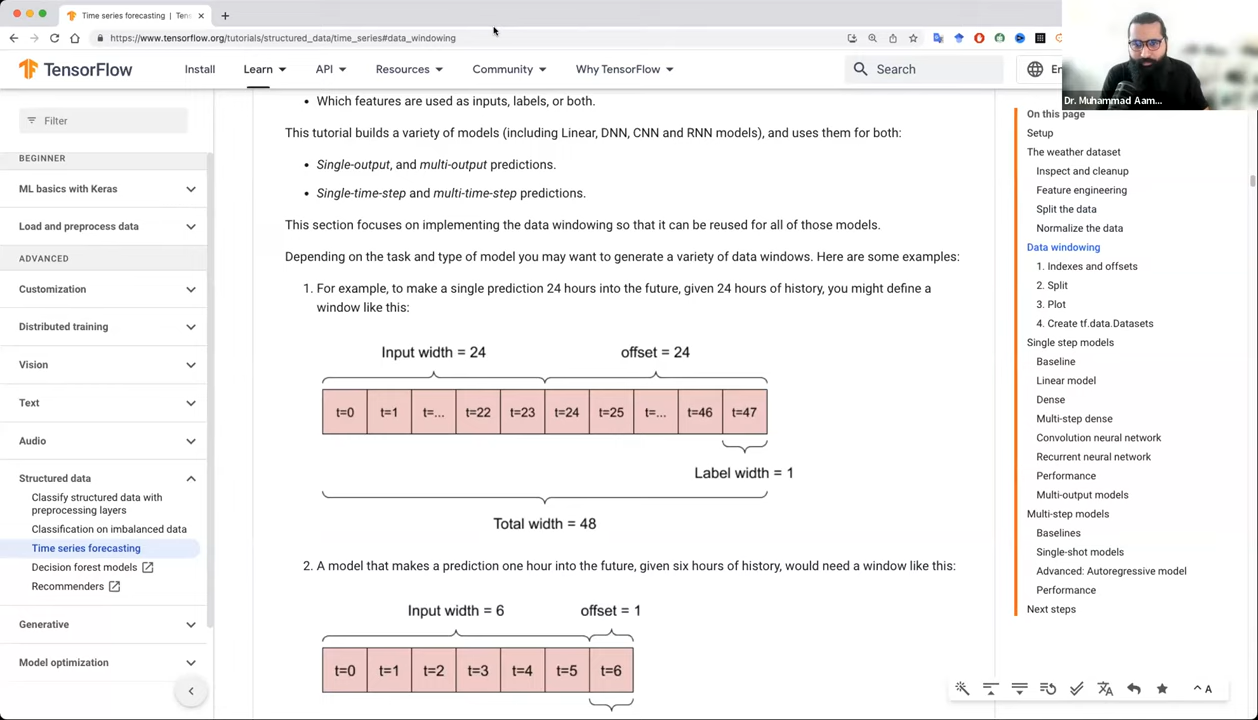 Time series forecasting | Tens
https://www.tensorflow.org/tutorials/structured_data/time_series#data_windowing
TensorFlow
Install
Learn
API
Resources
Community
Why TensorFlow
Search
Dr. Muhammad Aam...
Filter
BEGINNER
ML basics with Keras
Load and preprocess data
ADVANCED
Customization
Distributed training
Vision
Text
Audio
Structured data
Classify structured data with
preprocessing layers
Classification on imbalanced data
Time series forecasting
Decision forest models
Recommenders
Generative
Model optimization
• Which features are used as inputs, labels, or both.
This tutorial builds a variety of models (including Linear, DNN, CNN and RNN models), and uses them for both:
• Single-output, and multi-output predictions.
• Single-time-step and multi-time-step predictions.
This section focuses on implementing the data windowing so that it can be reused for all of those models.
Depending on the task and type of model you may want to generate a variety of data windows. Here are some examples:
1. For example, to make a single prediction 24 hours into the future, given 24 hours of history, you might define a
window like this:
Input width = 24
offset = 24
t=0 t=1 t=... t=22 t=23 t=24 t=25 t=... t=46 t=47
Label width = 1
Total width = 48
2. A model that makes a prediction one hour into the future, given six hours of history, would need a window like this:
Input width = 6
offset = 1
t=0 t=1 t=2 t=3 t=4 t=5 t=6
On this page
Setup
The weather dataset
Inspect and cleanup
Feature engineering
Split the data
Normalize the data
Data windowing
1. Indexes and offsets
2. Split
3. Plot
4. Create tf.data.Datasets
Single step models
Baseline
Linear model
Dense
Multi-step dense
Convolution neural network
Recurrent neural network
Performance
Multi-output models
Multi-step models
Baselines
Single-shot models
Advanced: Autoregressive model
Performance
Next steps
A